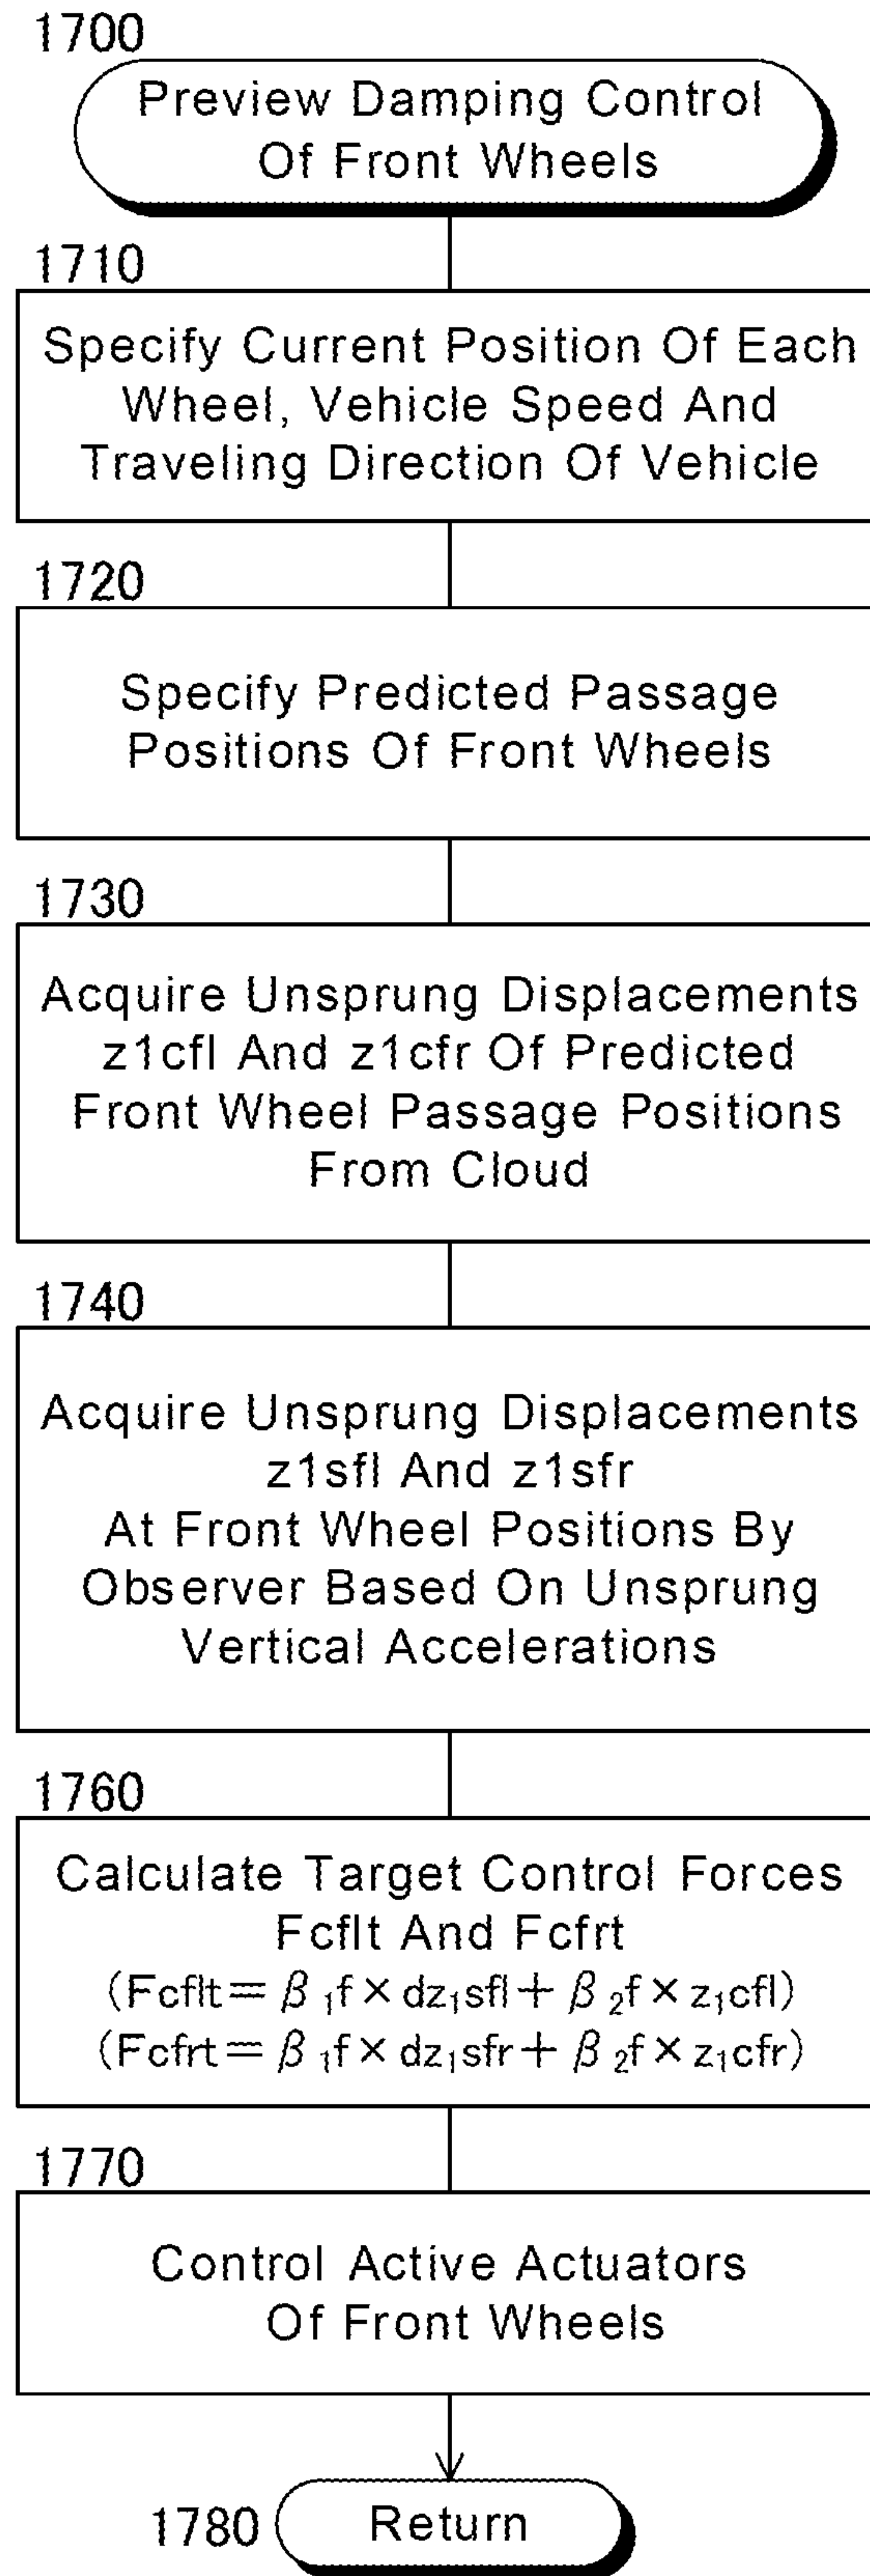 1700
Preview Damping Control
Of Front Wheels
1710
Specify Current Position Of Each
Wheel, Vehicle Speed And
Traveling Direction Of Vehicle
1720
Specify Predicted Passage
Positions Of Front Wheels
1730
Acquire Unsprung Displacements
z1cfl And z1cfr Of Predicted
Front Wheel Passage Positions
From Cloud
1740
Acquire Unsprung Displacements
z1sfl And z1sfr
At Front Wheel Positions By
Observer Based On Unsprung
Vertical Accelerations
1760
Calculate Target Control Forces
Fcflt And Fcfrt
(Fcflt＝β₁f×dz₁sfl＋β₂f×z₁cfl)
(Fcfrt＝β₁f×dz₁sfr＋β₂f×z₁cfr)
1770
Control Active Actuators
Of Front Wheels
1780
Return